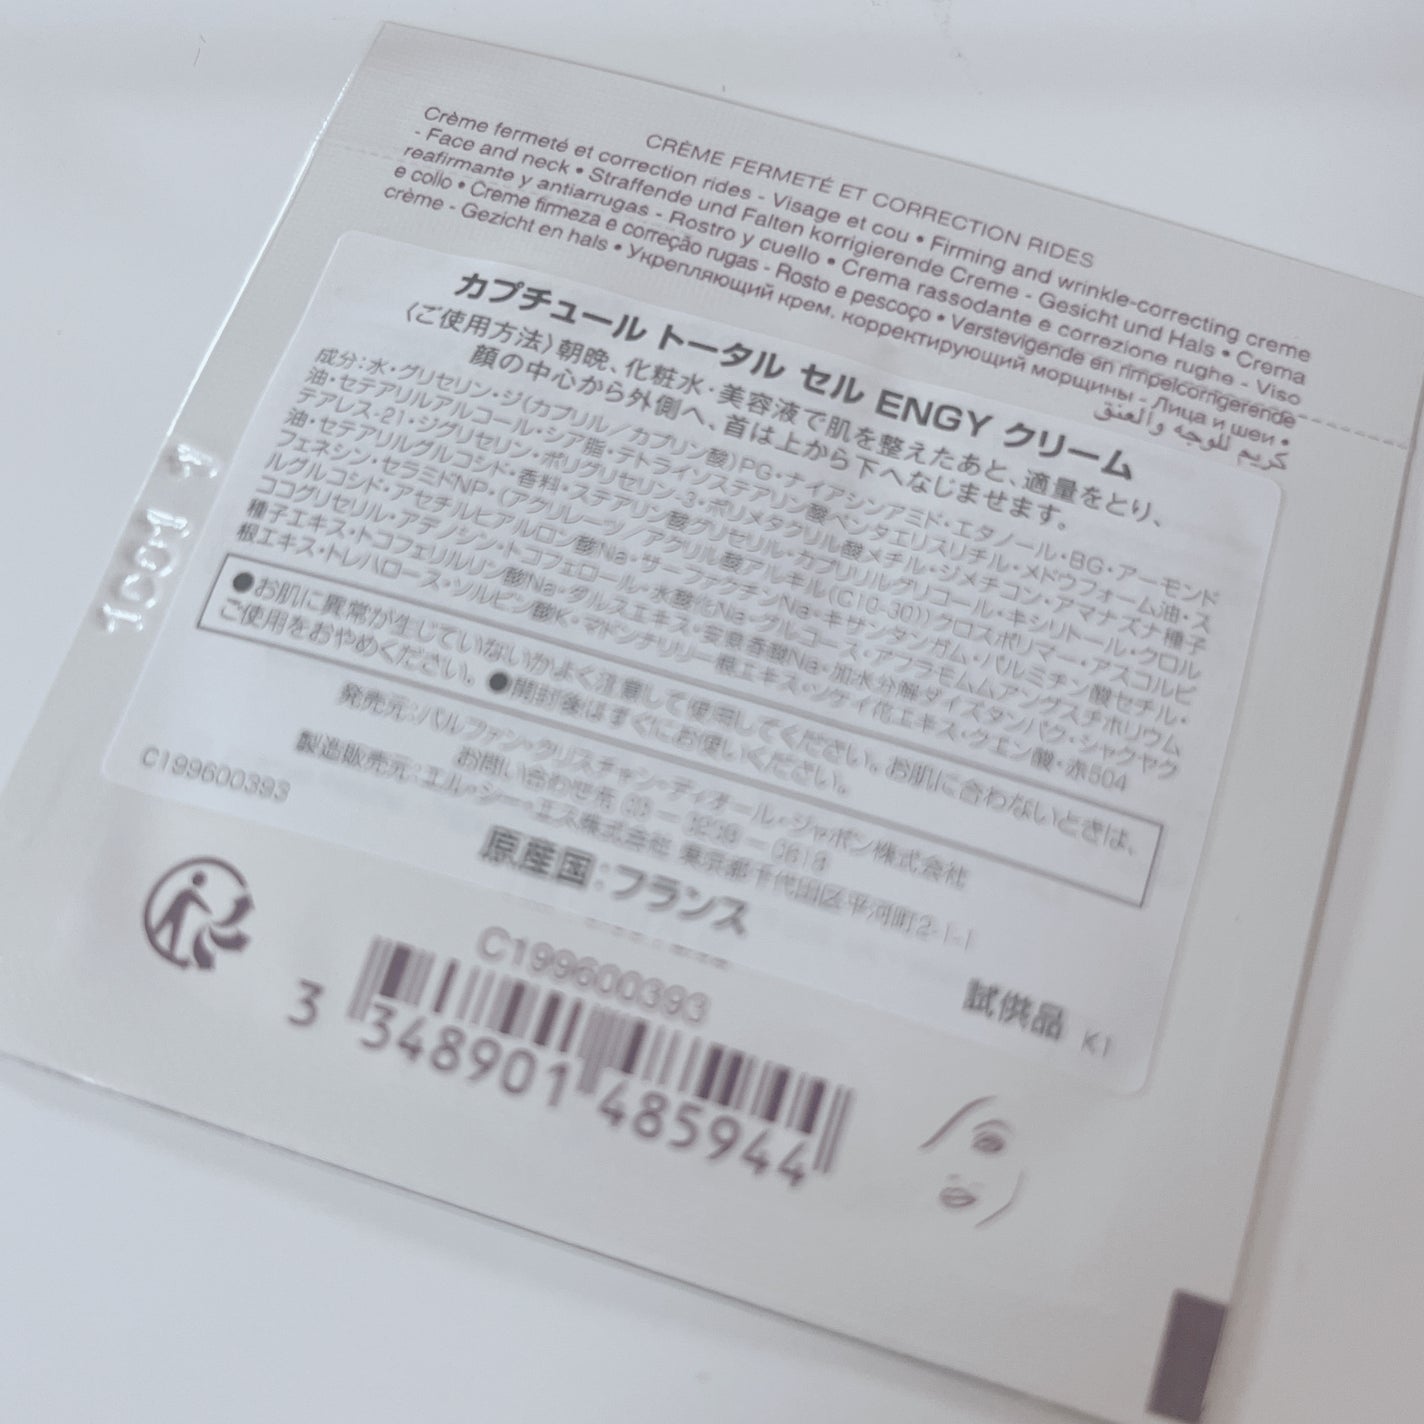 CRÈME FERMETÉ ET CORRECTION RIDES
Crème fermeté et correction rides - Visage et cou • Firming and wrinkle-correcting creme
- Face and neck • Straffende und Falten korrigierende Creme - Gesicht und Hals • Crema
reafirmante y antiarrugas - Rostro y cuello • Crema rassodante e correzione rughe - Viso
e collo • Creme firmeza e correção rugas - Rosto e pescoço • Verstevigende en rimpelcorrigerende
crème - Gezicht en hals • Укрепляющий крем, корректирующий морщины - Лица и шеи •
كريم للوجه والعنق
カプチュール トータル セル ENGY クリーム
〈ご使用方法〉朝晩、化粧水・美容液で肌を整えたあと、適量をとり、
顔の中心から外側へ、首は上から下へなじませます。
成分：水・グリセリン・ジ(カプリル／カプリン酸)PG・ナイアシンアミド・エタノール・BG・アーモンド
油・セテアリルアルコール・シア脂・テトライソステアリン酸ペンタエリスリチル・メドウフォーム油・ス
テアレス-21・ジグリセリン・ポリグリセリン-3・ポリメタクリル酸メチル・ジメチコン・アマナズナ種子
油・セテアリルグルコシド・香料・ステアリン酸グリセリル・カプリリルグリコール・キシリトール・クロル
フェネシン・セラミドNP・(アクリレーツ／アクリル酸アルキル(C10-30))クロスポリマー・アスコルビ
ルグルコシド・アセチルヒアルロン酸Na・サーファクチンNa・キサンタンガム・パルミチン酸セチル・
ココグリセリル・アデノシン・トコフェロール・水酸化Na・グルコース・アフラモムムアングスチホリウム
種子エキス・トコフェリルリン酸Na・ダルスエキス・安息香酸Na・加水分解ダイズタンパク・シャクヤク
根エキス・トレハロース・ソルビン酸K・マドンナリリー根エキス・ソケイ花エキス・クエン酸・赤504
●お肌に異常が生じていないかよく注意して使用してください。お肌に合わないときは、
ご使用をおやめください。 ●開封後はすぐにお使いください。
発売元：パルファン・クリスチャン・ディオール・ジャポン株式会社
お問い合わせ先 03－3239－0618
製造販売元：エル・シー・エス株式会社 東京都千代田区平河町2-1-1
原産国：フランス
C199600393
試供品 K1
C199600393
3 348901 485944